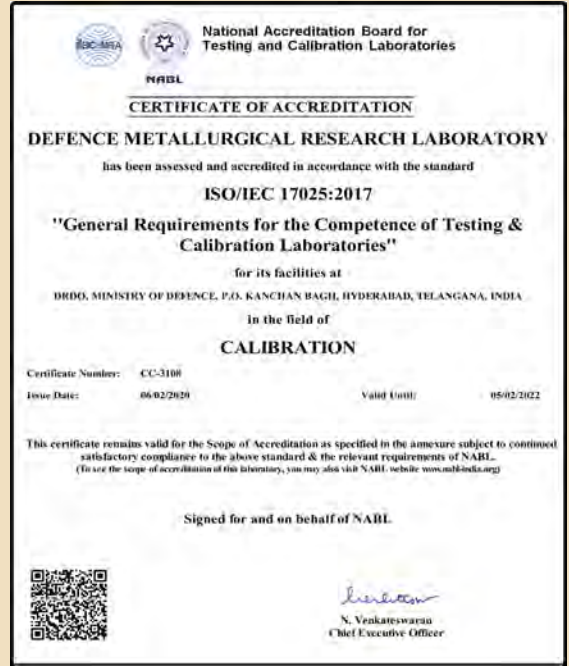 ilac-MRA
NABL
National Accreditation Board for
Testing and Calibration Laboratories
CERTIFICATE OF ACCREDITATION
DEFENCE METALLURGICAL RESEARCH LABORATORY
has been assessed and accredited in accordance with the standard
ISO/IEC 17025:2017
"General Requirements for the Competence of Testing &
Calibration Laboratories"
for its facilities at
DRDO, MINISTRY OF DEFENCE, P.O. KANCHAN BAGH, HYDERABAD, TELANGANA, INDIA
in the field of
CALIBRATION
Certificate Number: CC-3108
Issue Date: 06/02/2020 Valid Until: 05/02/2022
This certificate remains valid for the Scope of Accreditation as specified in the annexure subject to continued
satisfactory compliance to the above standard & the relevant requirements of NABL.
(To see the scope of accreditation of this laboratory, you may also visit NABL website www.nabl-india.org)
Signed for and on behalf of NABL
N. Venkateswaran
Chief Executive Officer